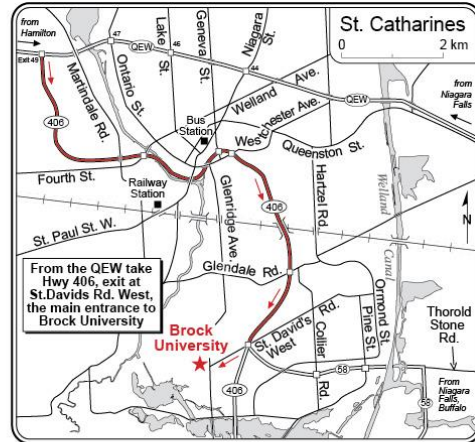 St. Catharines
0 2 km
from
Hamilton
Exit 49
QEW
47
46
44
Lake St.
Geneva St.
Niagara St.
Martindale Rd.
Ontario St.
Welland Ave.
QEW
from
Niagara
Falls
406
Bus
Station
Westchester Ave.
Queenston St.
Fourth St.
Railway
Station
Glenridge Ave.
406
Hartzel Rd.
Welland Canal
St. Paul St. W.
N
Glendale Rd.
From the QEW take
Hwy 406, exit at
St.Davids Rd. West,
the main entrance to
Brock University
Brock
University
St. David's Rd.
West
Collier Rd.
Pine St.
Ormond St.
Thorold
Stone
Rd.
406
58
58
From
Niagara
Falls,
Buffalo